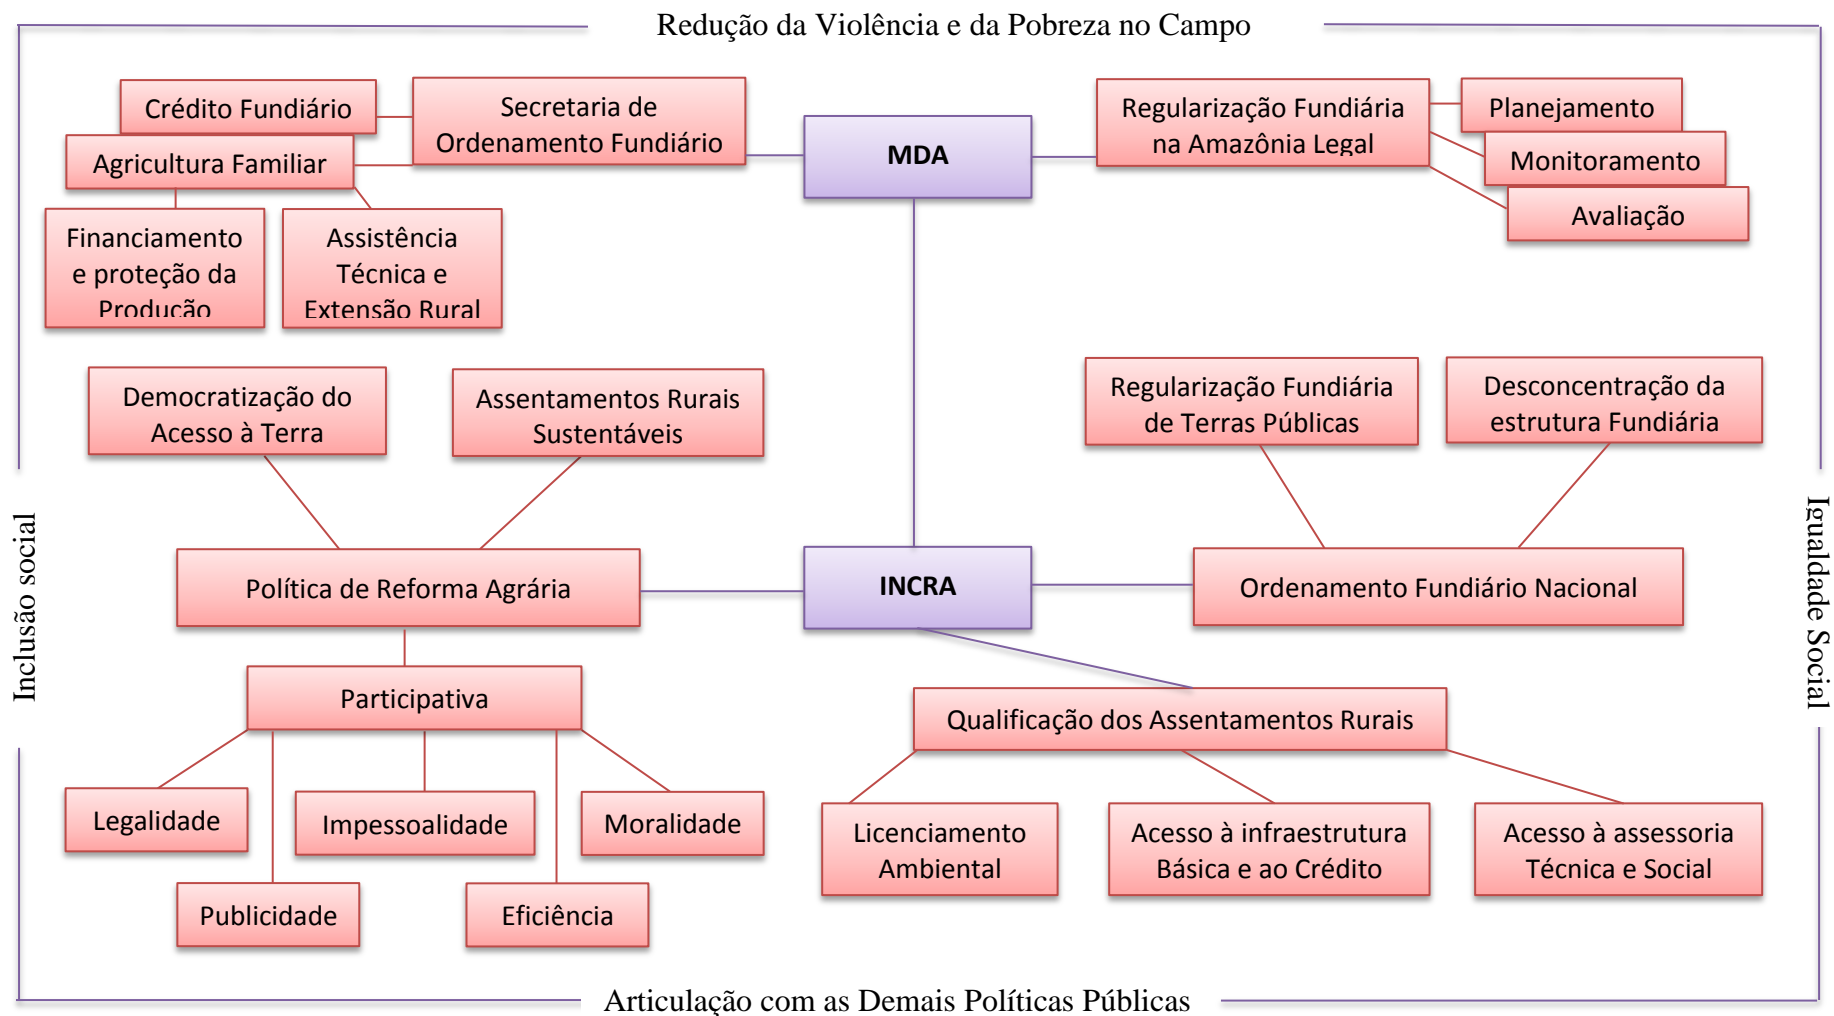 Redução da Violência e da Pobreza no Campo
Crédito Fundiário
Secretaria de
Ordenamento Fundiário
Agricultura Familiar
Financiamento
e proteção da
Produção
Assistência
Técnica e
Extensão Rural
MDA
Regularização Fundiária
na Amazônia Legal
Planejamento
Monitoramento
Avaliação
Democratização do
Acesso à Terra
Assentamentos Rurais
Sustentáveis
Regularização Fundiária
de Terras Públicas
Desconcentração da
estrutura Fundiária
Inclusão social
Igualdade Social
Política de Reforma Agrária
INCRA
Ordenamento Fundiário Nacional
Participativa
Qualificação dos Assentamentos Rurais
Legalidade
Impessoalidade
Moralidade
Publicidade
Eficiência
Licenciamento
Ambiental
Acesso à infraestrutura
Básica e ao Crédito
Acesso à assessoria
Técnica e Social
Articulação com as Demais Políticas Públicas